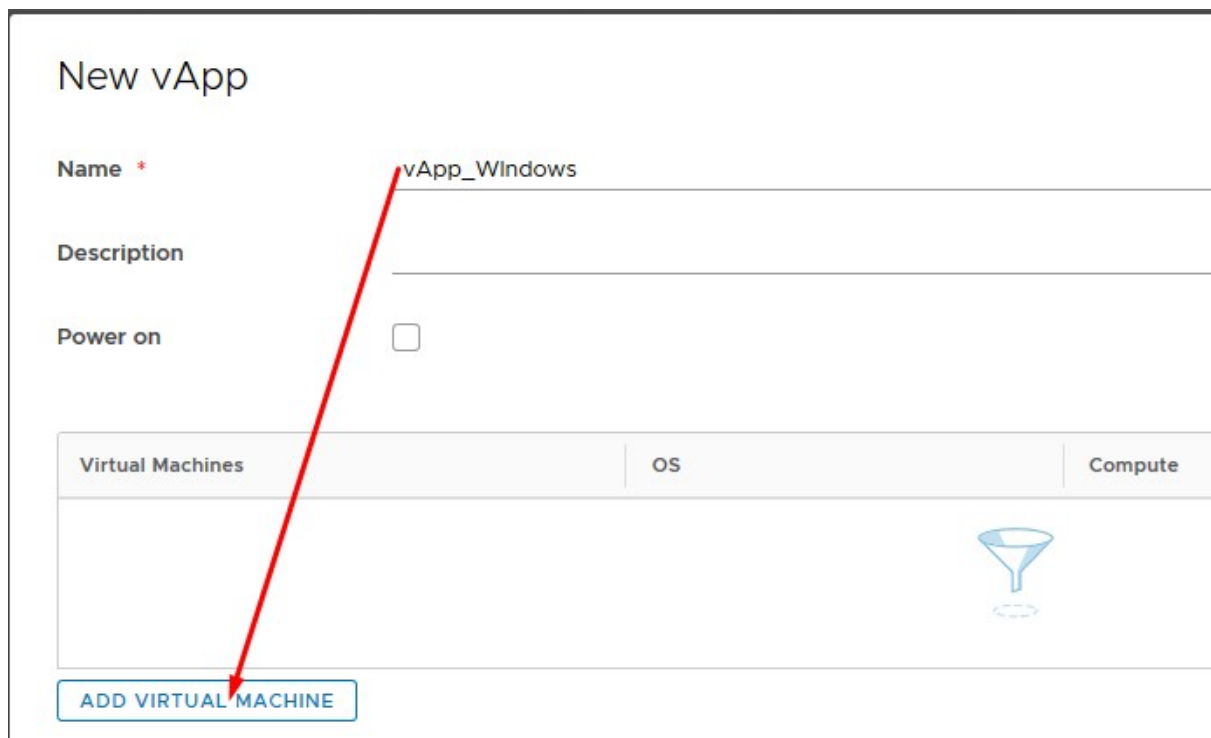 New vApp
Name *
vApp_WIndows
Description
Power on
Virtual Machines OS Compute
ADD VIRTUAL MACHINE